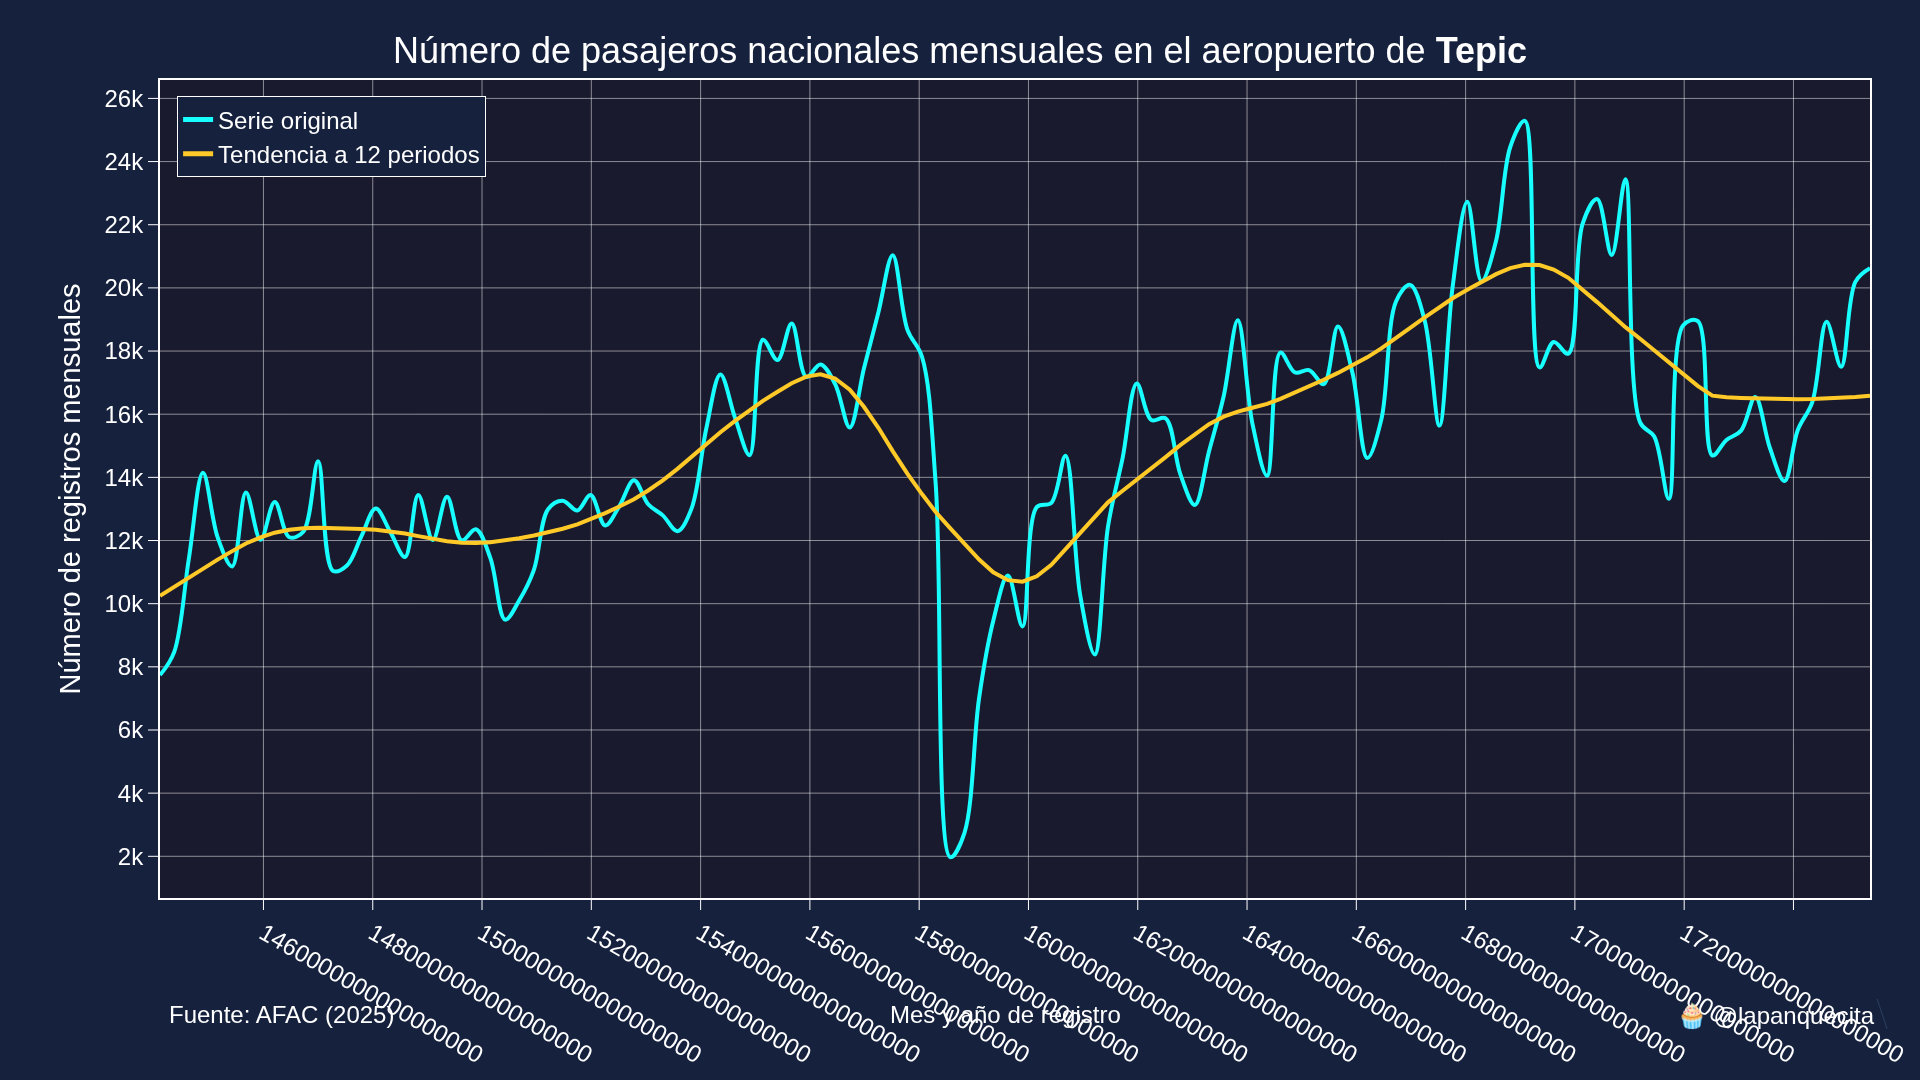 Número de pasajeros nacionales mensuales en el aeropuerto de Tepic
Serie original
Tendencia a 12 periodos
Número de registros mensuales
26k
24k
22k
20k
18k
16k
14k
12k
10k
8k
6k
4k
2k
1460000000000000000
1480000000000000000
1500000000000000000
1520000000000000000
1540000000000000000
1560000000000000000
1580000000000000000
1600000000000000000
1620000000000000000
1640000000000000000
1660000000000000000
1680000000000000000
1700000000000000000
1720000000000000000
Fuente: AFAC (2025)
Mes y año de registro
🧁 @lapanquecita